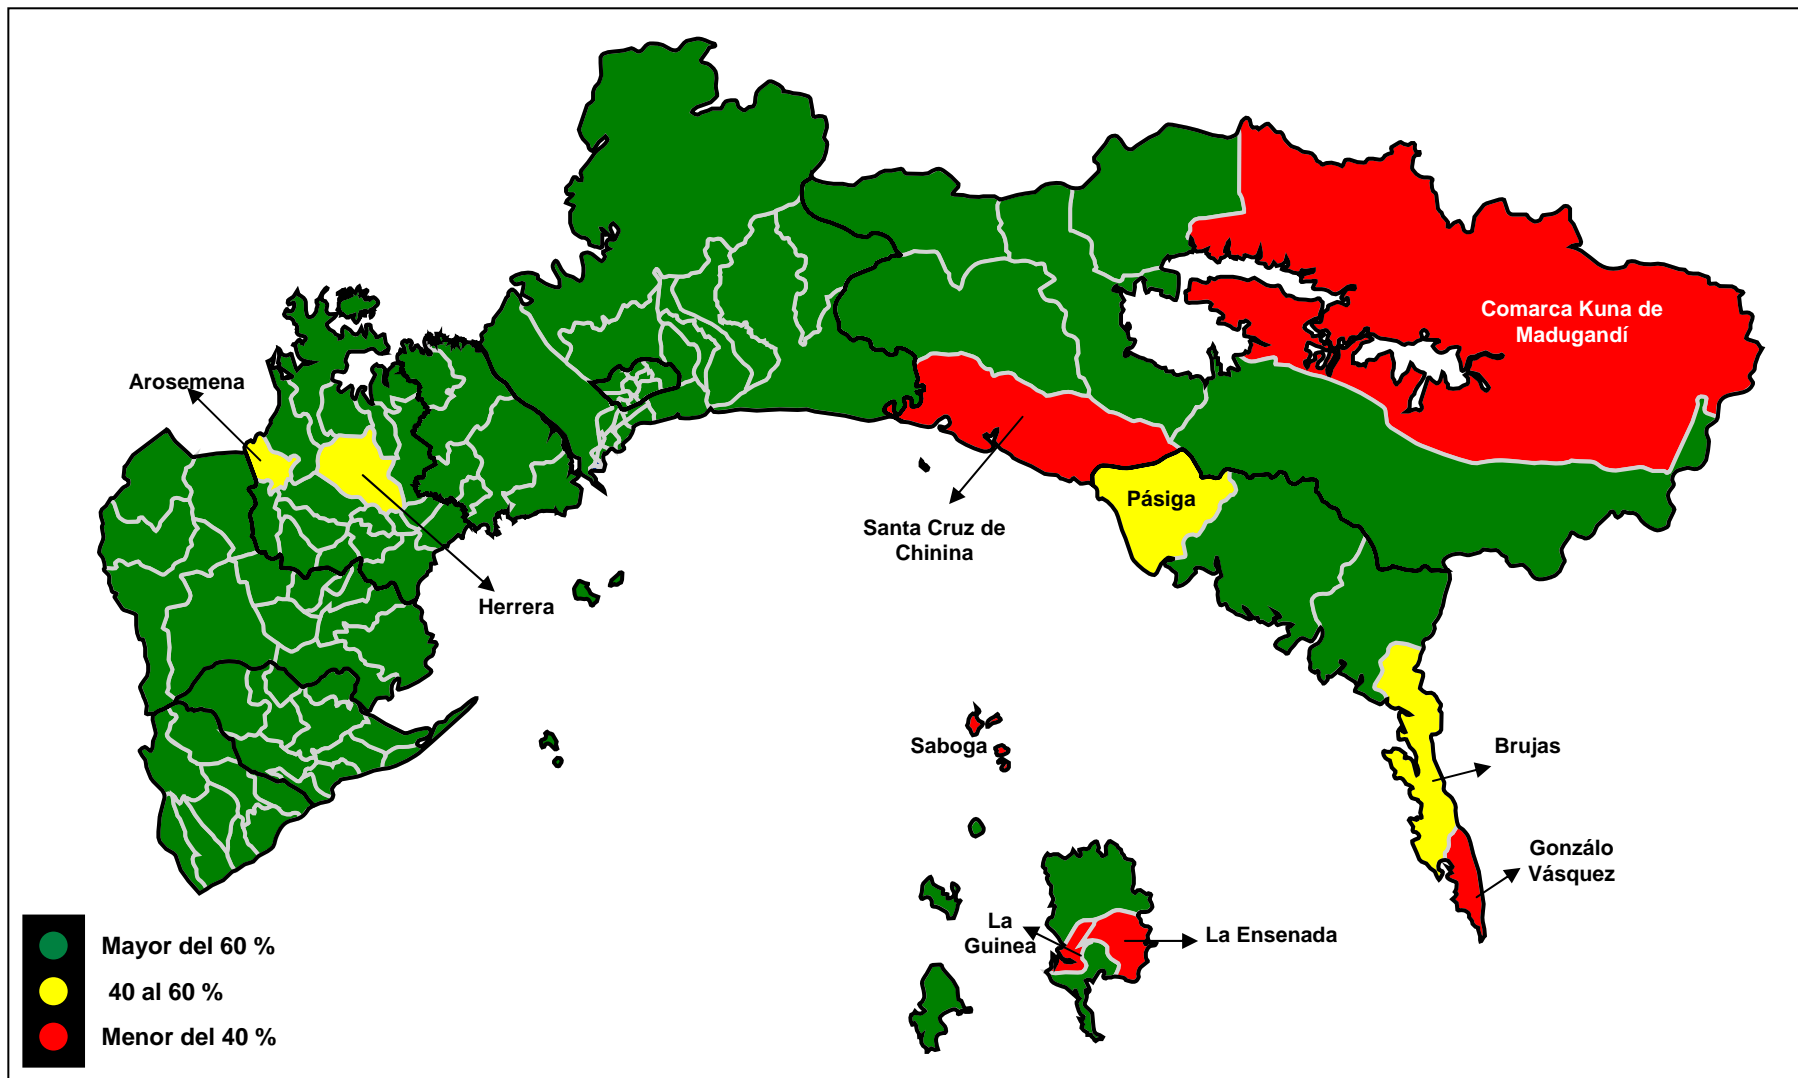 Comarca Kuna de
Madugandí
Arosemena
Pásiga
Santa Cruz de
Chinina
Herrera
Saboga
Brujas
Gonzálo
Vásquez
La
Guinea
La Ensenada
Mayor del 60 %
40 al 60 %
Menor del 40 %